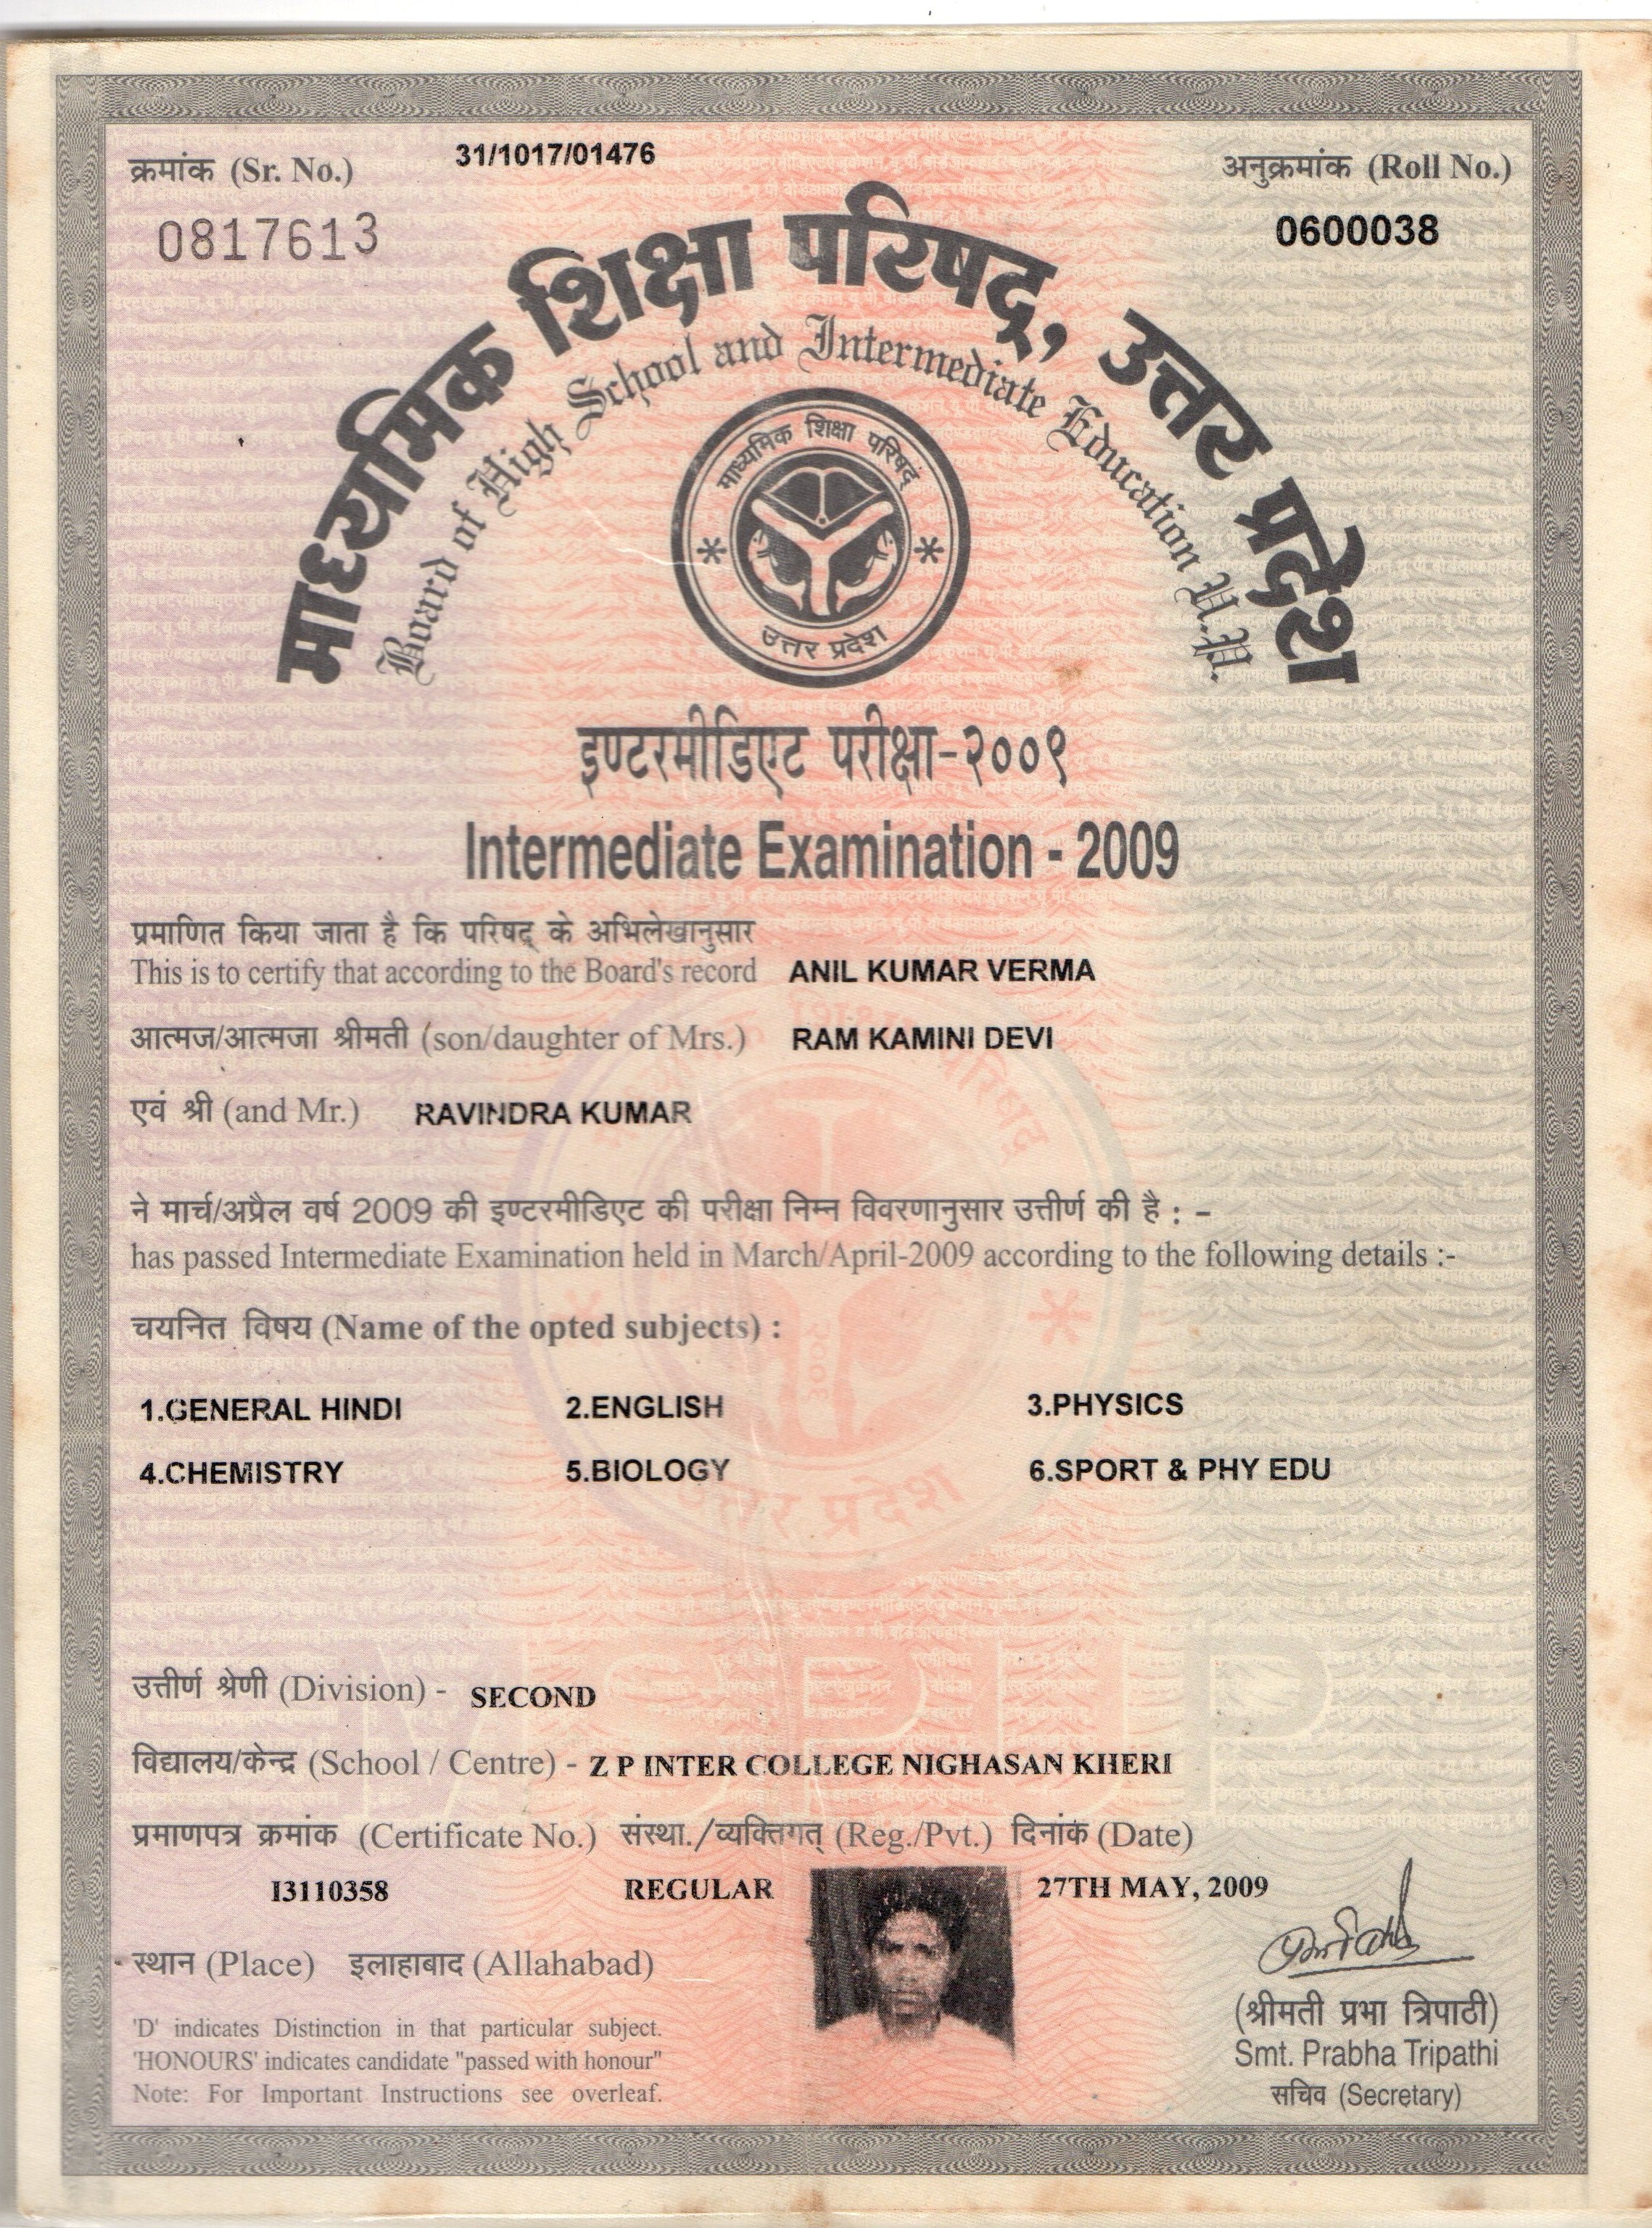 क्रमांक (Sr. No.) 31/1017/01476 अनुक्रमांक (Roll No.)
0817613 0600038
माध्यमिक शिक्षा परिषद्, उत्तर प्रदेश
Board of High School and Intermediate Education U.P.
माध्यमिक शिक्षा परिषद्
उत्तर प्रदेश
इण्टरमीडिएट परीक्षा-२००९
Intermediate Examination - 2009
प्रमाणित किया जाता है कि परिषद् के अभिलेखानुसार
This is to certify that according to the Board's record ANIL KUMAR VERMA
आत्मज/आत्मजा श्रीमती (son/daughter of Mrs.) RAM KAMINI DEVI
एवं श्री (and Mr.) RAVINDRA KUMAR
ने मार्च/अप्रैल वर्ष 2009 की इण्टरमीडिएट की परीक्षा निम्न विवरणानुसार उत्तीर्ण की है : -
has passed Intermediate Examination held in March/April-2009 according to the following details :-
चयनित विषय (Name of the opted subjects) :
1.GENERAL HINDI 2.ENGLISH 3.PHYSICS
4.CHEMISTRY 5.BIOLOGY 6.SPORT & PHY EDU
उत्तीर्ण श्रेणी (Division) - SECOND
विद्यालय/केन्द्र (School / Centre) - Z P INTER COLLEGE NIGHASAN KHERI
प्रमाणपत्र क्रमांक (Certificate No.) संस्था./व्यक्तिगत् (Reg./Pvt.) दिनांक (Date)
I3110358 REGULAR 27TH MAY, 2009
स्थान (Place) इलाहाबाद (Allahabad)
'D' indicates Distinction in that particular subject.
'HONOURS' indicates candidate "passed with honour"
Note: For Important Instructions see overleaf.
(श्रीमती प्रभा त्रिपाठी)
Smt. Prabha Tripathi
सचिव (Secretary)